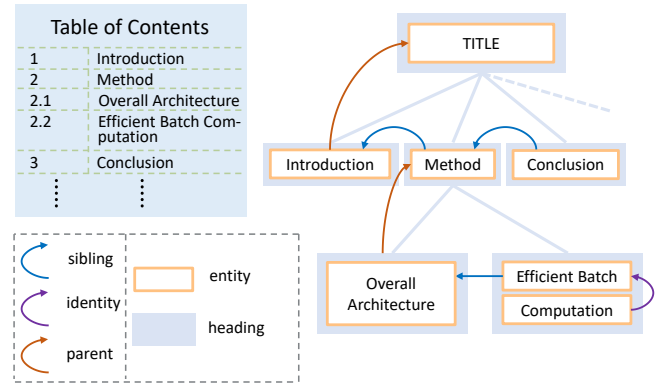 Table of Contents
1 Introduction
2 Method
2.1 Overall Architecture
2.2 Efficient Batch Com-
putation
3 Conclusion
TITLE
Introduction
Method
Conclusion
Overall
Architecture
Efficient Batch
Computation
sibling
identity
parent
entity
heading